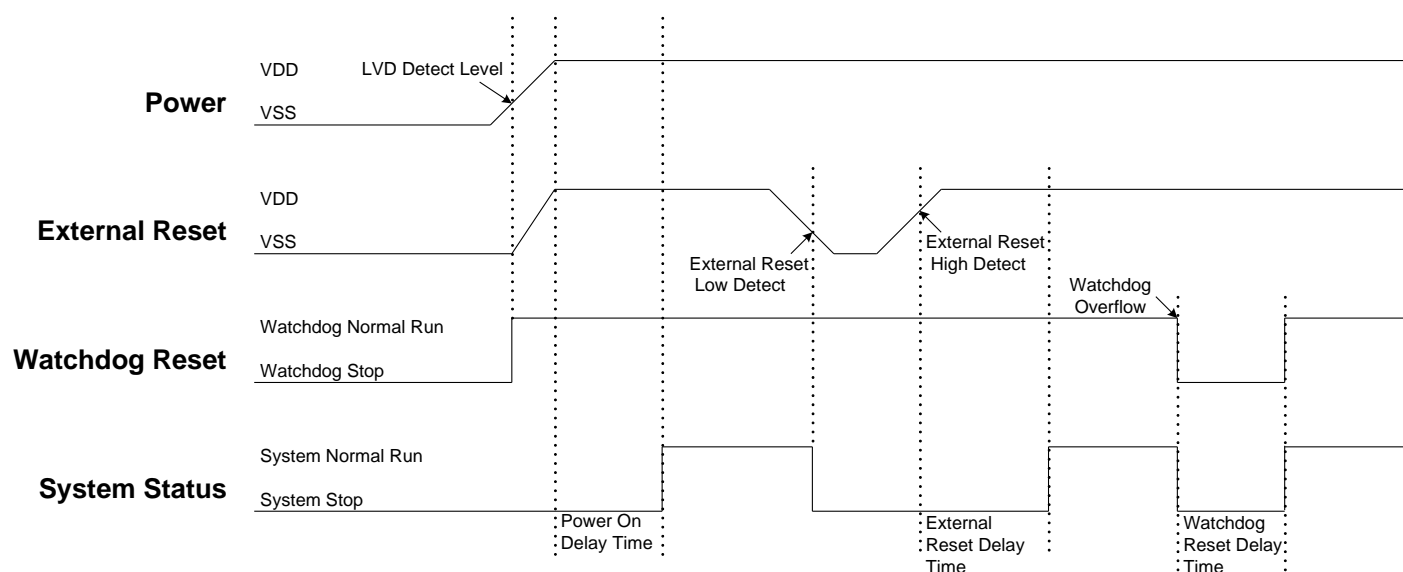 VDD
LVD Detect Level
Power
VSS
VDD
External Reset
VSS
External Reset
Low Detect
External Reset
High Detect
Watchdog
Overflow
Watchdog Normal Run
Watchdog Reset
Watchdog Stop
System Normal Run
System Status
System Stop
Power On
Delay Time
External
Reset Delay
Time
Watchdog
Reset Delay
Time